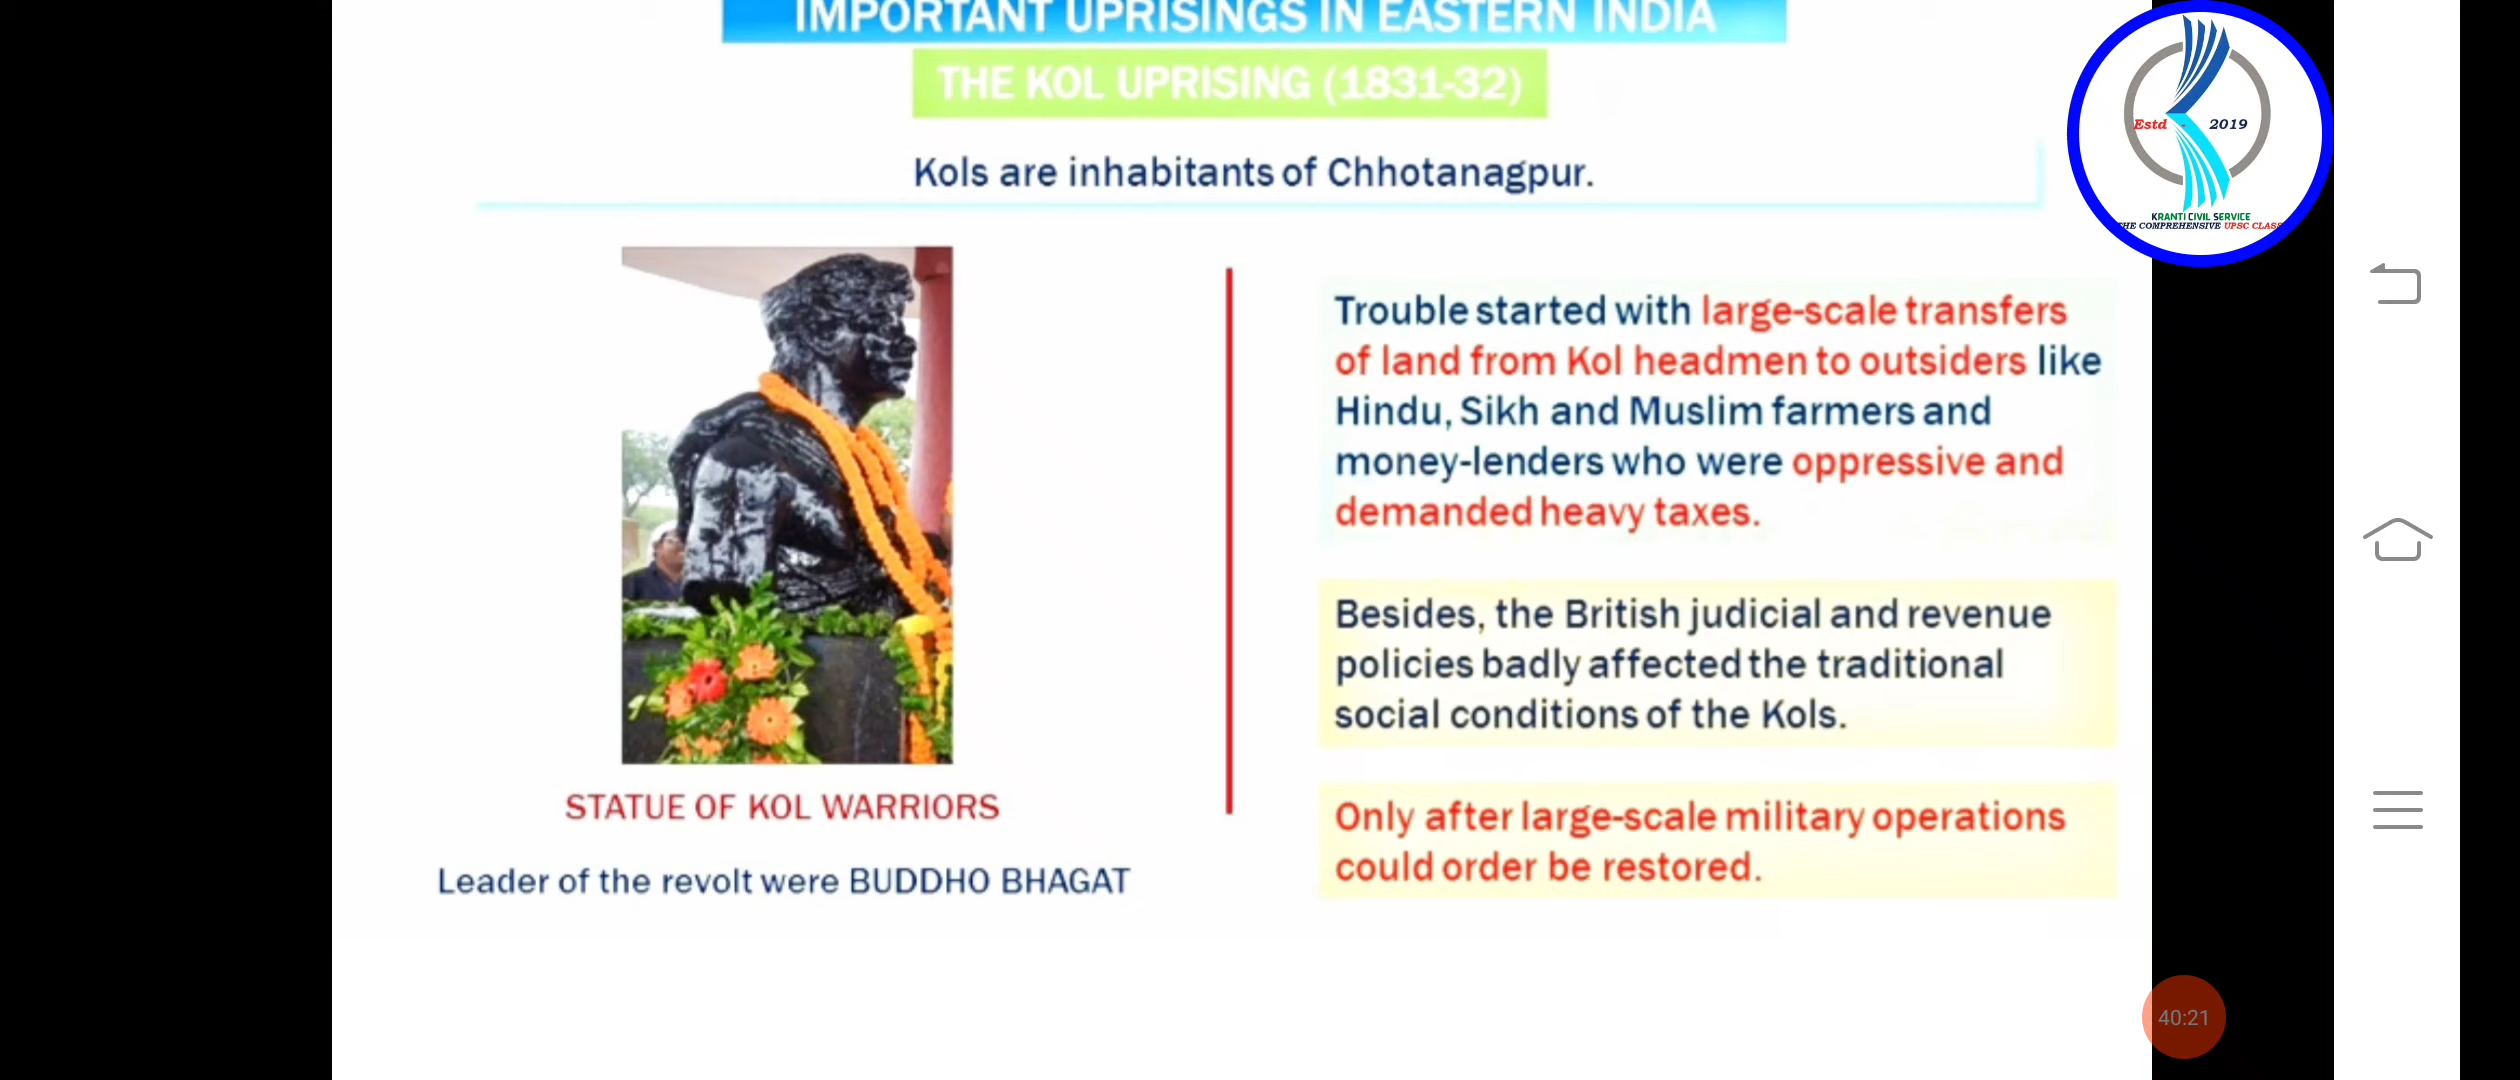 IMPORTANT UPRISINGS IN EASTERN INDIA
THE KOL UPRISING (1831-32)
Kols are inhabitants of Chhotanagpur.
Estd - 2019
KRANTI CIVIL SERVICE
THE COMPREHENSIVE UPSC CLASS
Trouble started with large-scale transfers
of land from Kol headmen to outsiders like
Hindu, Sikh and Muslim farmers and
money-lenders who were oppressive and
demanded heavy taxes.
Besides, the British judicial and revenue
policies badly affected the traditional
social conditions of the Kols.
Only after large-scale military operations
could order be restored.
STATUE OF KOL WARRIORS
Leader of the revolt were BUDDHO BHAGAT
40:21